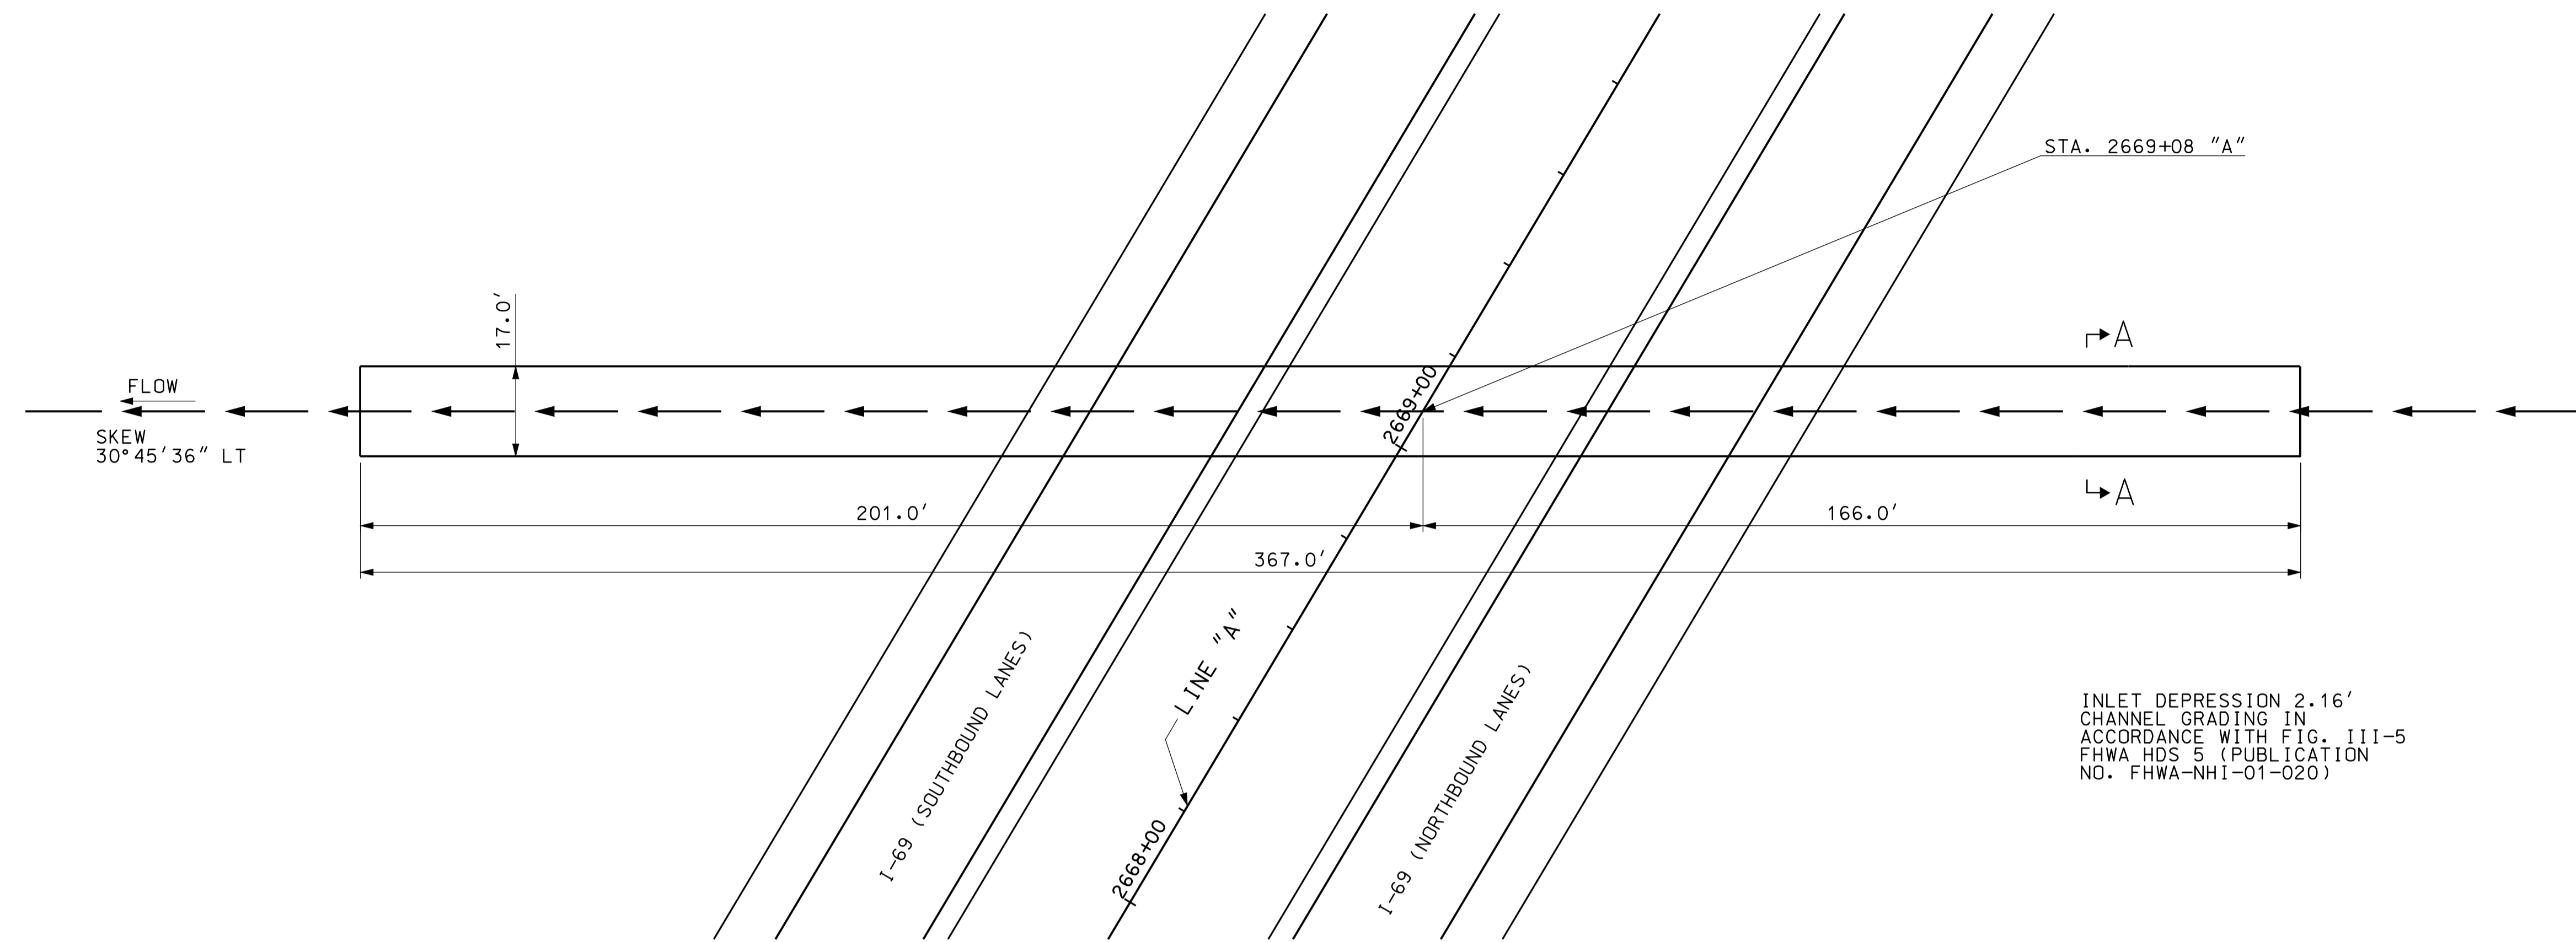 STA. 2669+08 "A"
17.0'
A
FLOW
SKEW
30°45'36" LT
2669+00
A
201.0'
166.0'
367.0'
LINE "A"
I-69 (SOUTHBOUND LANES)
I-69 (NORTHBOUND LANES)
2668+00
INLET DEPRESSION 2.16'
CHANNEL GRADING IN
ACCORDANCE WITH FIG. III-5
FHWA HDS 5 (PUBLICATION
NO. FHWA-NHI-01-020)